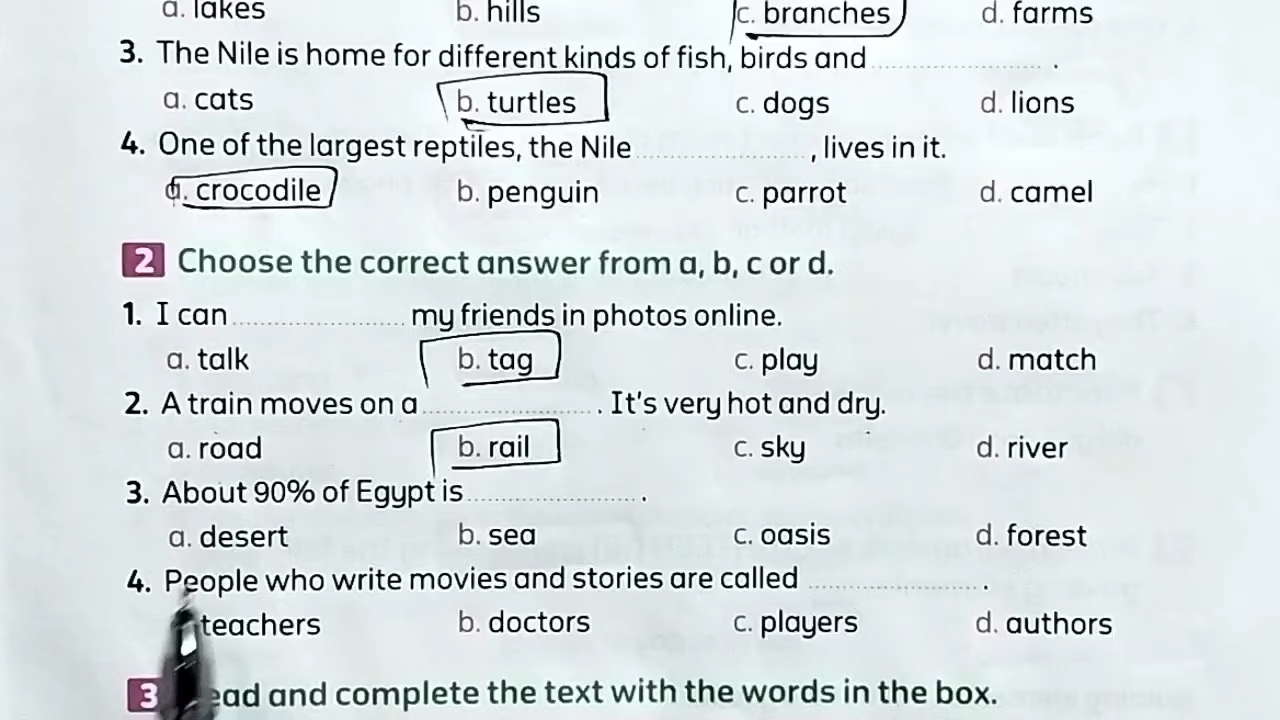 a. lakes b. hills c. branches d. farms
3. The Nile is home for different kinds of fish, birds and .................... .
a. cats b. turtles c. dogs d. lions
4. One of the largest reptiles, the Nile .................... , lives in it.
a. crocodile b. penguin c. parrot d. camel
2 Choose the correct answer from a, b, c or d.
1. I can .................... my friends in photos online.
a. talk b. tag c. play d. match
2. A train moves on a .................... . It's very hot and dry.
a. road b. rail c. sky d. river
3. About 90% of Egypt is .................... .
a. desert b. sea c. oasis d. forest
4. People who write movies and stories are called .................... .
teachers b. doctors c. players d. authors
3 ead and complete the text with the words in the box.